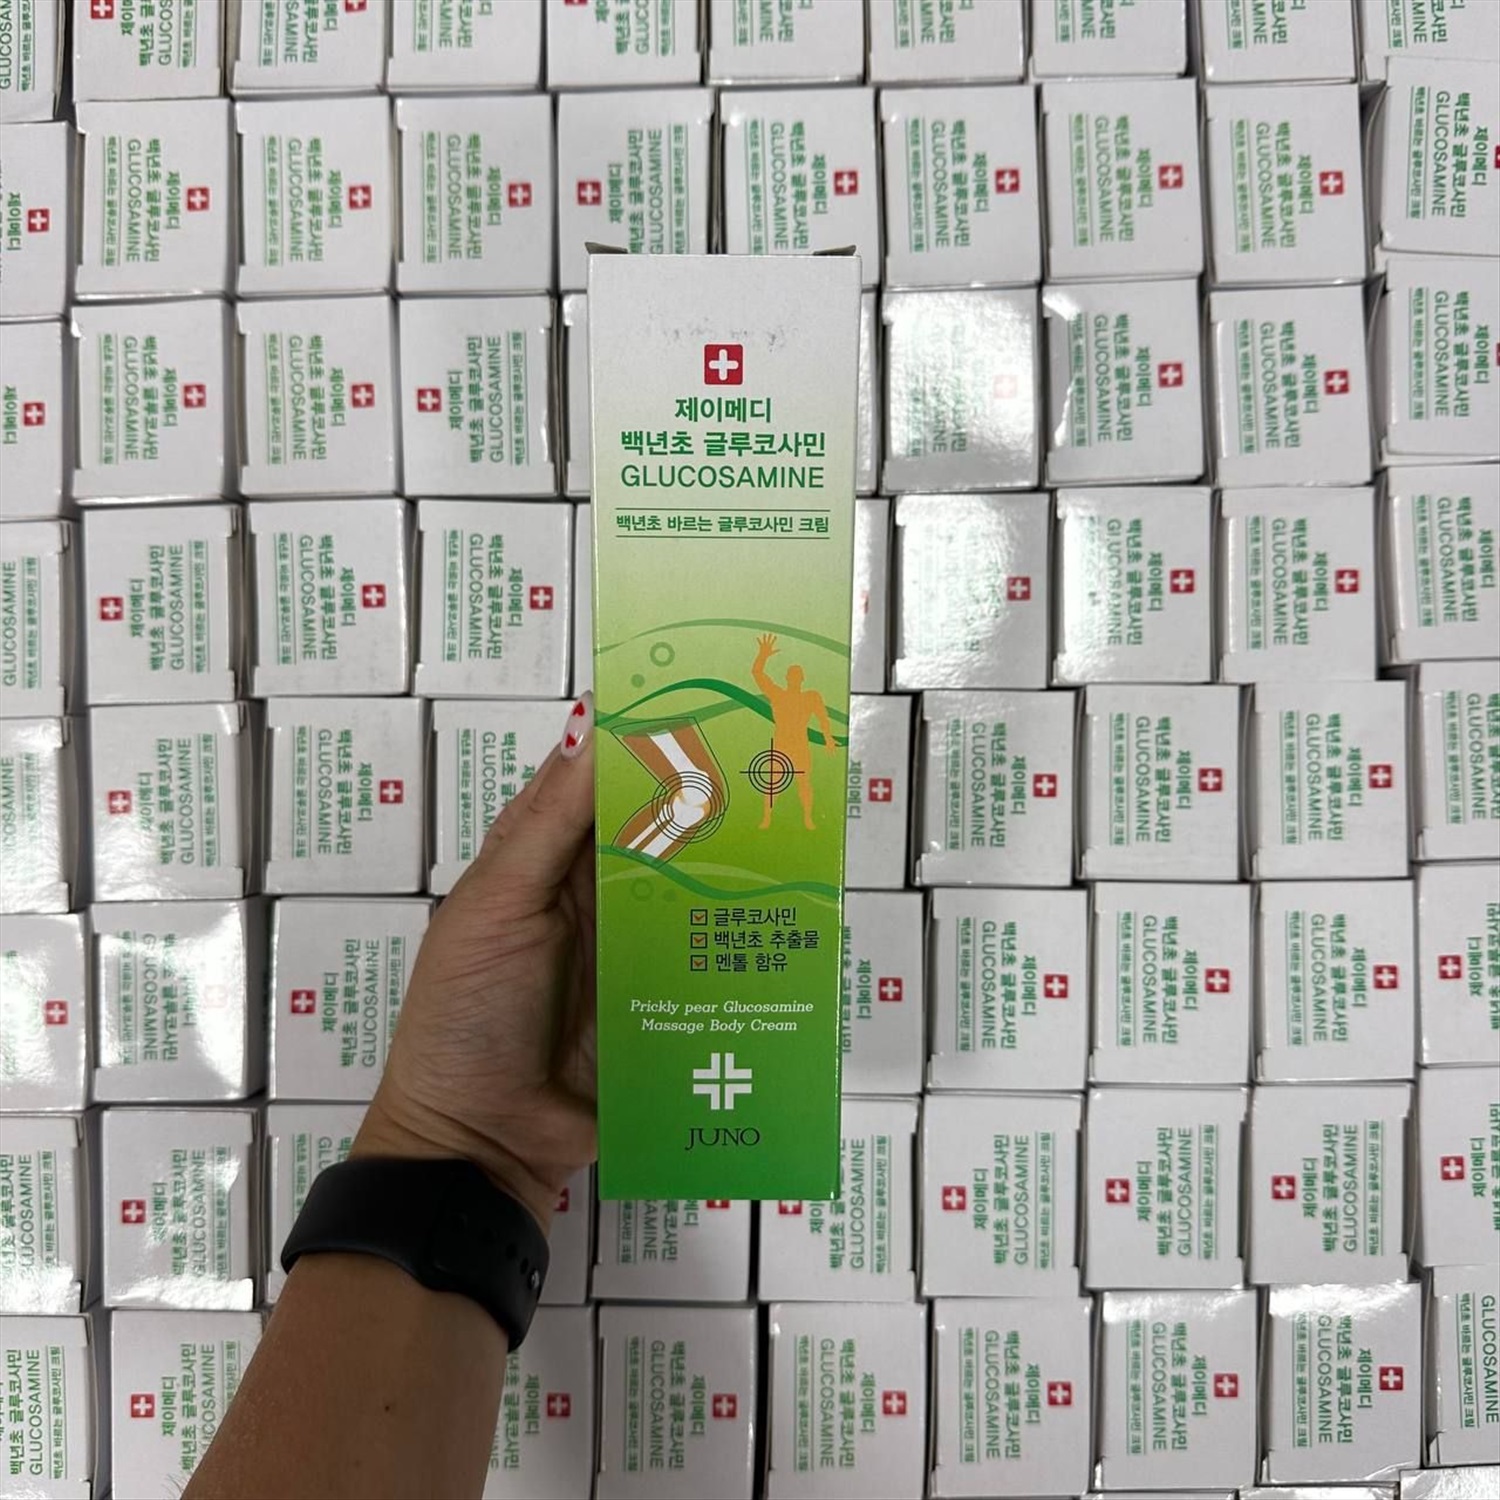 제이메디
백년초 글루코사민
GLUCOSAMINE
백년초 바르는 글루코사민 크림
글루코사민
백년초 추출물
멘톨 함유
Prickly pear Glucosamine
Massage Body Cream
JUNO